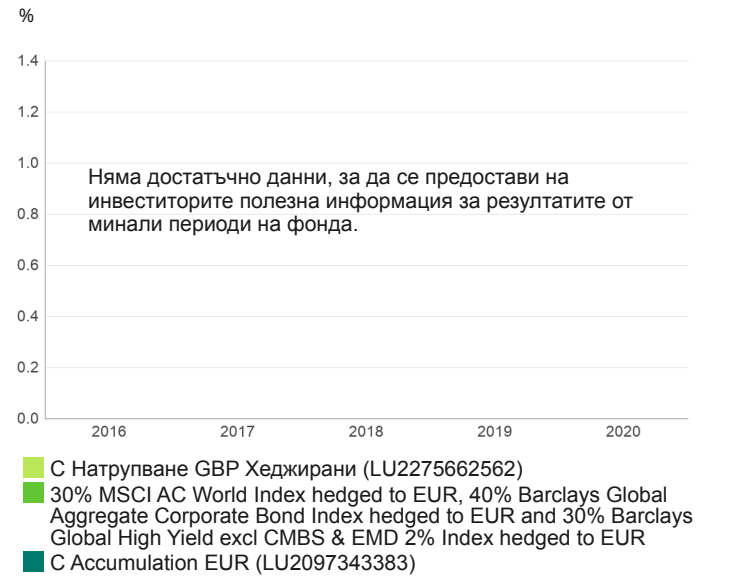 %
1.4
1.2
1.0
Няма достатъчно данни, за да се предостави на
инвеститорите полезна информация за резултатите от
минали периоди на фонда.
0.8
0.6
0.4
0.2
0.0
2016 2017 2018 2019 2020
С Натрупване GBP Хеджирани (LU2275662562)
30% MSCI AC World Index hedged to EUR, 40% Barclays Global
Aggregate Corporate Bond Index hedged to EUR and 30% Barclays
Global High Yield excl CMBS & EMD 2% Index hedged to EUR
C Accumulation EUR (LU2097343383)